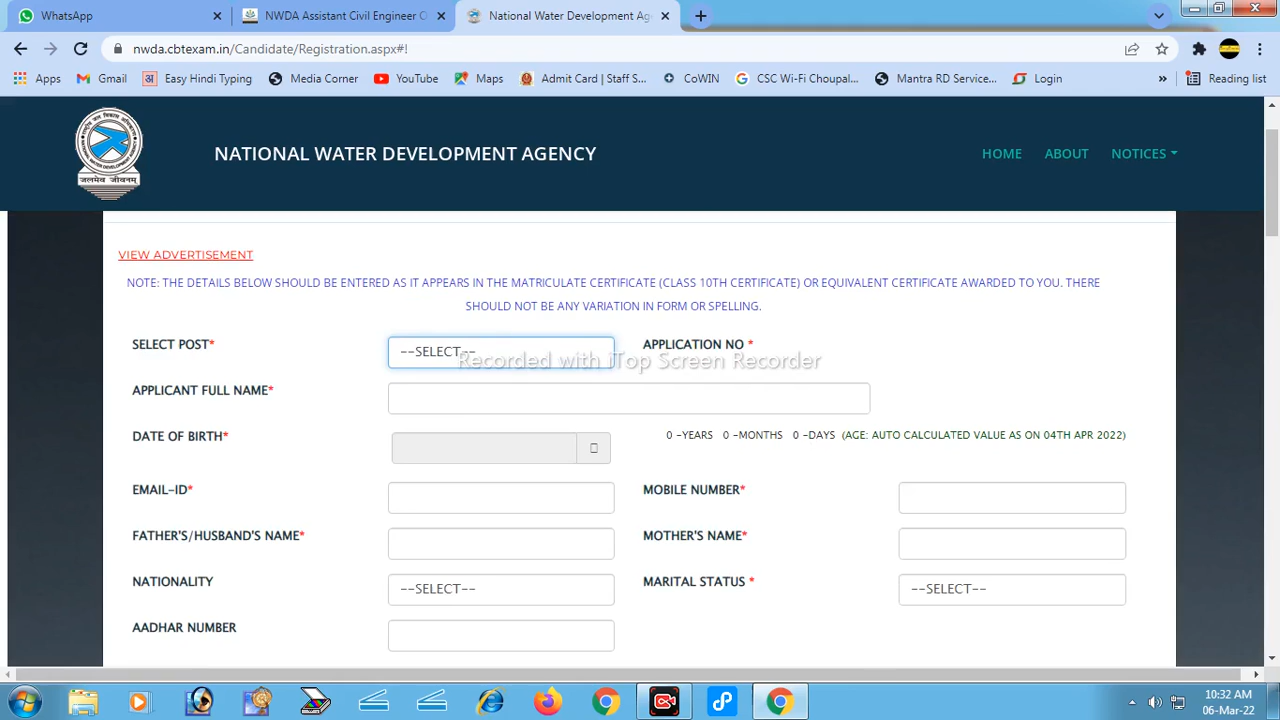 WhatsApp
NWDA Assistant Civil Engineer O
National Water Development Age
nwda.cbtexam.in/Candidate/Registration.aspx#!
Apps
Gmail
Easy Hindi Typing
Media Corner
YouTube
Maps
Admit Card | Staff S...
CoWIN
CSC Wi-Fi Choupal...
Mantra RD Service...
Login
»
Reading list
जलमेव जीवनम्
NATIONAL WATER DEVELOPMENT AGENCY
HOME
ABOUT
NOTICES
VIEW ADVERTISEMENT
NOTE: THE DETAILS BELOW SHOULD BE ENTERED AS IT APPEARS IN THE MATRICULATE CERTIFICATE (CLASS 10TH CERTIFICATE) OR EQUIVALENT CERTIFICATE AWARDED TO YOU. THERE
SHOULD NOT BE ANY VARIATION IN FORM OR SPELLING.
SELECT POST*
--SELECT--
APPLICATION NO *
Recorded with iTop Screen Recorder
APPLICANT FULL NAME*
DATE OF BIRTH*
0 -YEARS 0 -MONTHS 0 -DAYS (AGE: AUTO CALCULATED VALUE AS ON 04TH APR 2022)
EMAIL-ID*
MOBILE NUMBER*
FATHER'S/HUSBAND'S NAME*
MOTHER'S NAME*
NATIONALITY
--SELECT--
MARITAL STATUS *
--SELECT--
AADHAR NUMBER
10:32 AM
06-Mar-22